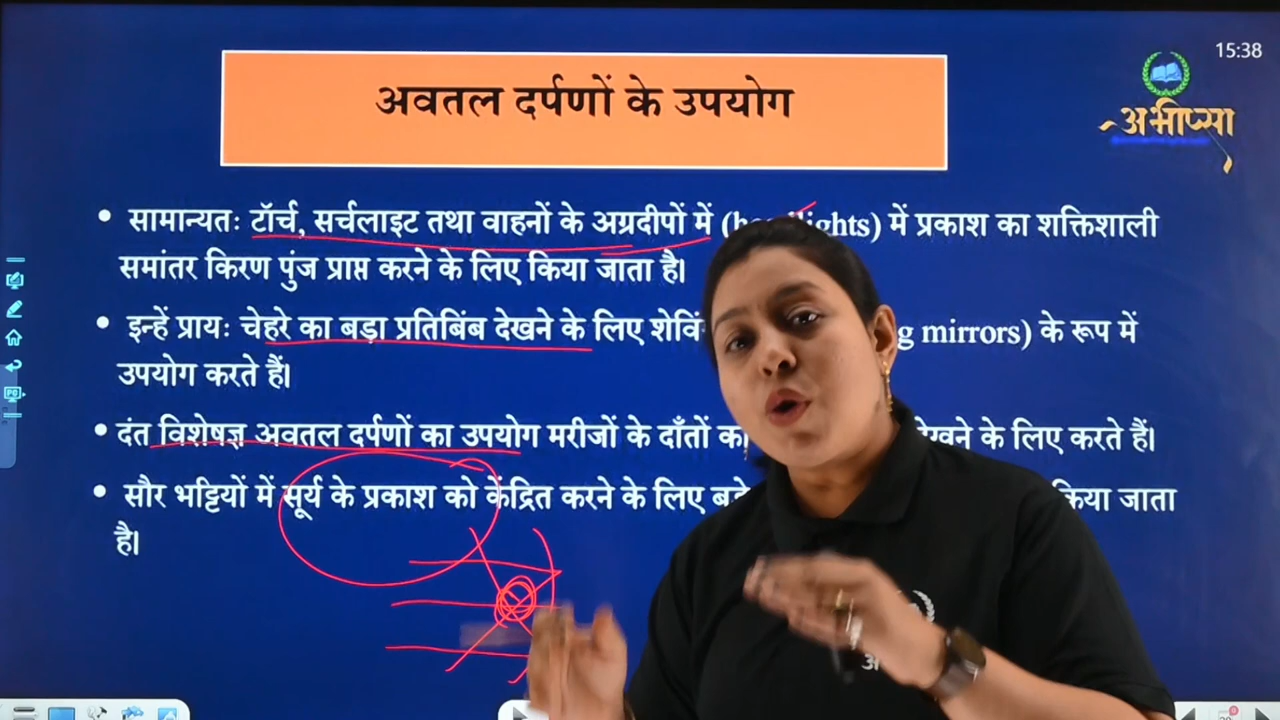 15:38
अभीप्सा
अवतल दर्पणों के उपयोग
• सामान्यतः टॉर्च, सर्चलाइट तथा वाहनों के अग्रदीपों में (headlights) में प्रकाश का शक्तिशाली
समांतर किरण पुंज प्राप्त करने के लिए किया जाता है।
• इन्हें प्रायः चेहरे का बड़ा प्रतिबिंब देखने के लिए mirrors) के रूप में
उपयोग करते हैं।
• दंत विशेषज्ञ अवतल दर्पणों का उपयोग मरीजों के दाँतों का देखने के लिए करते हैं।
• सौर भट्टियों में सूर्य के प्रकाश को केंद्रित करने के लिए किया जाता
है।